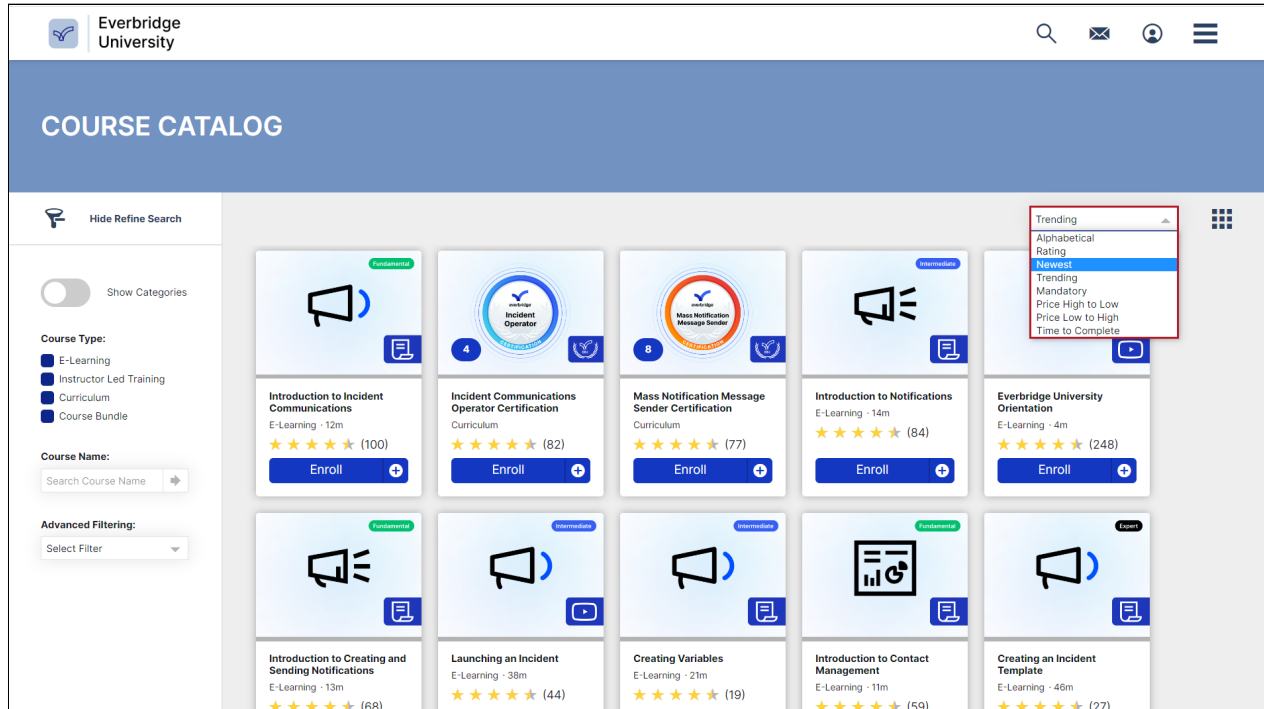 Everbridge
University
COURSE CATALOG
Hide Refine Search
Trending
Alphabetical
Rating
Newest
Trending
Mandatory
Price High to Low
Price Low to High
Time to Complete
Show Categories
Course Type:
E-Learning
Instructor Led Training
Curriculum
Course Bundle
Course Name:
Search Course Name
Advanced Filtering:
Select Filter
Fundamental
Introduction to Incident
Communications
E-Learning · 12m
(100)
Enroll
everbridge
Incident
Operator
CERTIFICATION
4
Incident Communications
Operator Certification
Curriculum
(82)
Enroll
everbridge
Mass Notification
Message Sender
CERTIFICATION
8
Mass Notification Message
Sender Certification
Curriculum
(77)
Enroll
Intermediate
Introduction to Notifications
E-Learning · 14m
(84)
Enroll
Everbridge University
Orientation
E-Learning · 4m
(248)
Enroll
Fundamental
Introduction to Creating and
Sending Notifications
E-Learning · 13m
(68)
Intermediate
Launching an Incident
E-Learning · 38m
(44)
Intermediate
Creating Variables
E-Learning · 21m
(19)
Fundamental
Introduction to Contact
Management
E-Learning · 11m
(59)
Expert
Creating an Incident
Template
E-Learning · 46m
(27)